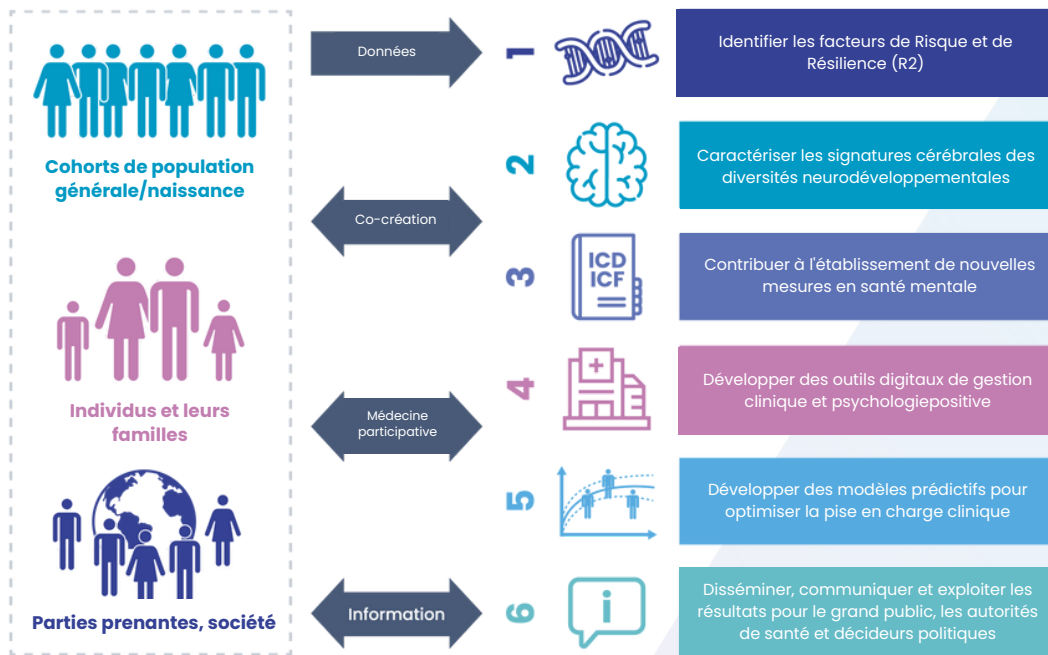 Cohorts de population
générale/naissance
Individus et leurs
familles
Parties prenantes, société
Données
Co-création
Médecine
participative
Information
1
Identifier les facteurs de Risque et de
Résilience (R2)
2
Caractériser les signatures cérébrales des
diversités neurodéveloppementales
3
ICD
ICF
Contribuer à l'établissement de nouvelles
mesures en santé mentale
4
Développer des outils digitaux de gestion
clinique et psychologiepositive
5
Développer des modèles prédictifs pour
optimiser la pise en charge clinique
6
i
Disséminer, communiquer et exploiter les
résultats pour le grand public, les autorités
de santé et décideurs politiques